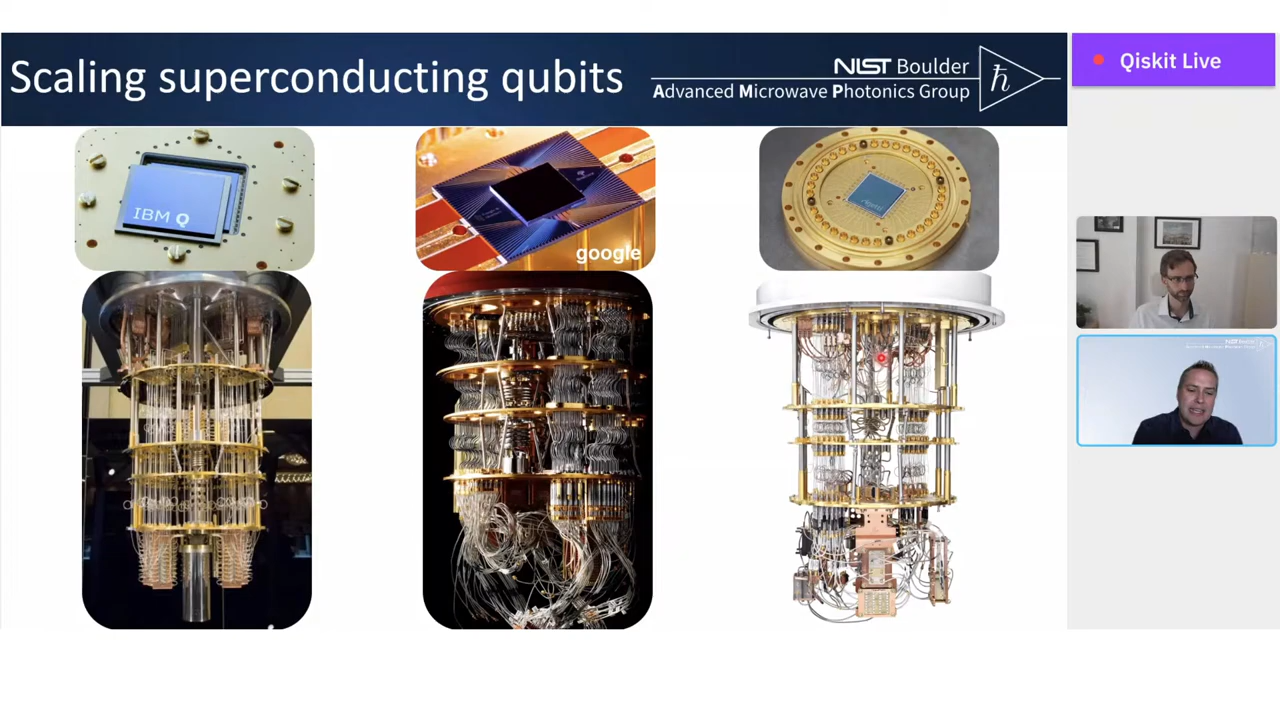 Scaling superconducting qubits
NIST Boulder
Advanced Microwave Photonics Group
ħ
Qiskit Live
IBM Q
google